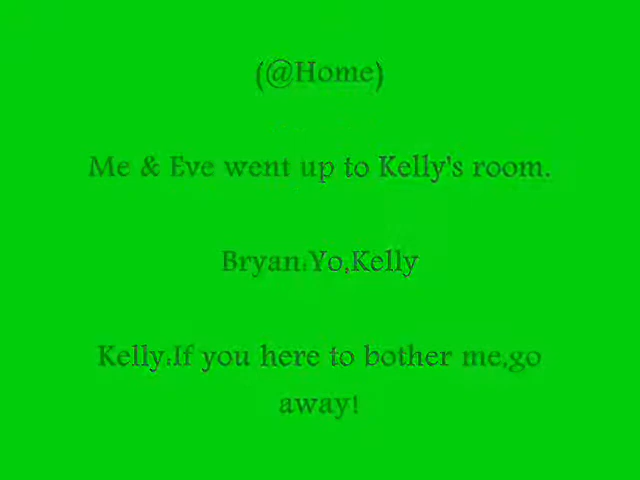 (@Home)
Me & Eve went up to Kelly's room.
Bryan:Yo,Kelly
Kelly:If you here to bother me,go
away!